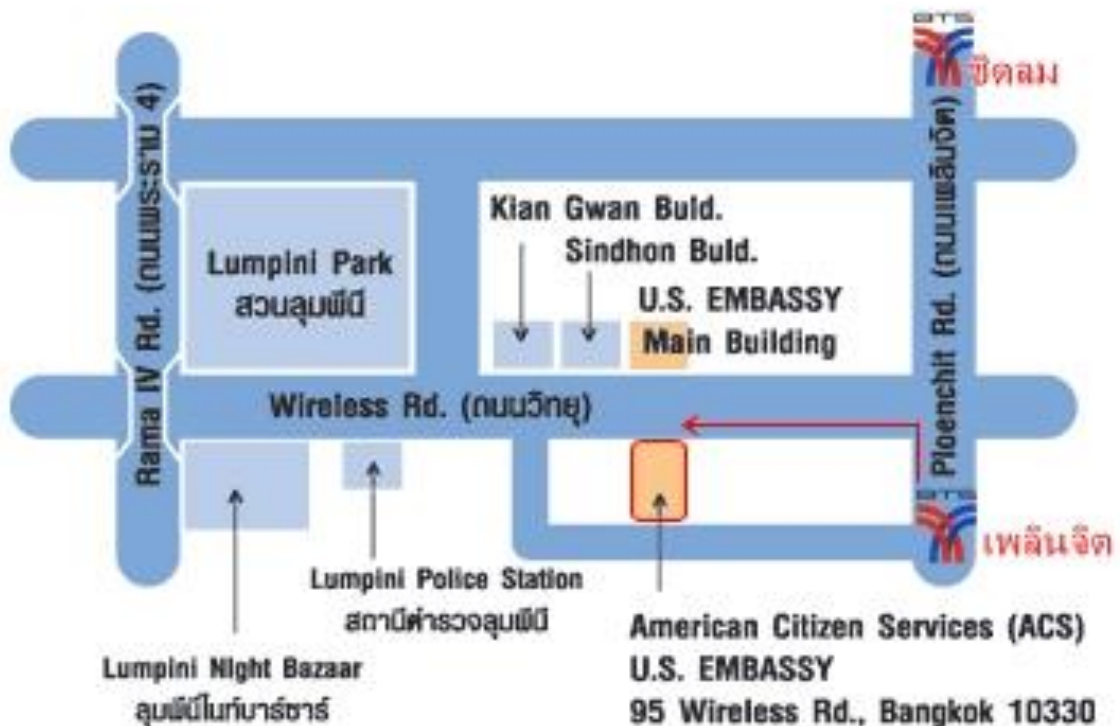 BTS
ชิดลม
Rama IV Rd. (ถนนพระราม 4)
Ploenchit Rd. (ถนนเพลินจิต)
Kian Gwan Buld.
Sindhon Buld.
Lumpini Park
สวนลุมพีนี
U.S. EMBASSY
Main Building
Wireless Rd. (ถนนวิทยุ)
BTS
เพลินจิต
Lumpini Police Station
สถานีตำรวจลุมพีนี
Lumpini Night Bazaar
ลุมพีนีไนท์บาร์ซาร์
American Citizen Services (ACS)
U.S. EMBASSY
95 Wireless Rd., Bangkok 10330